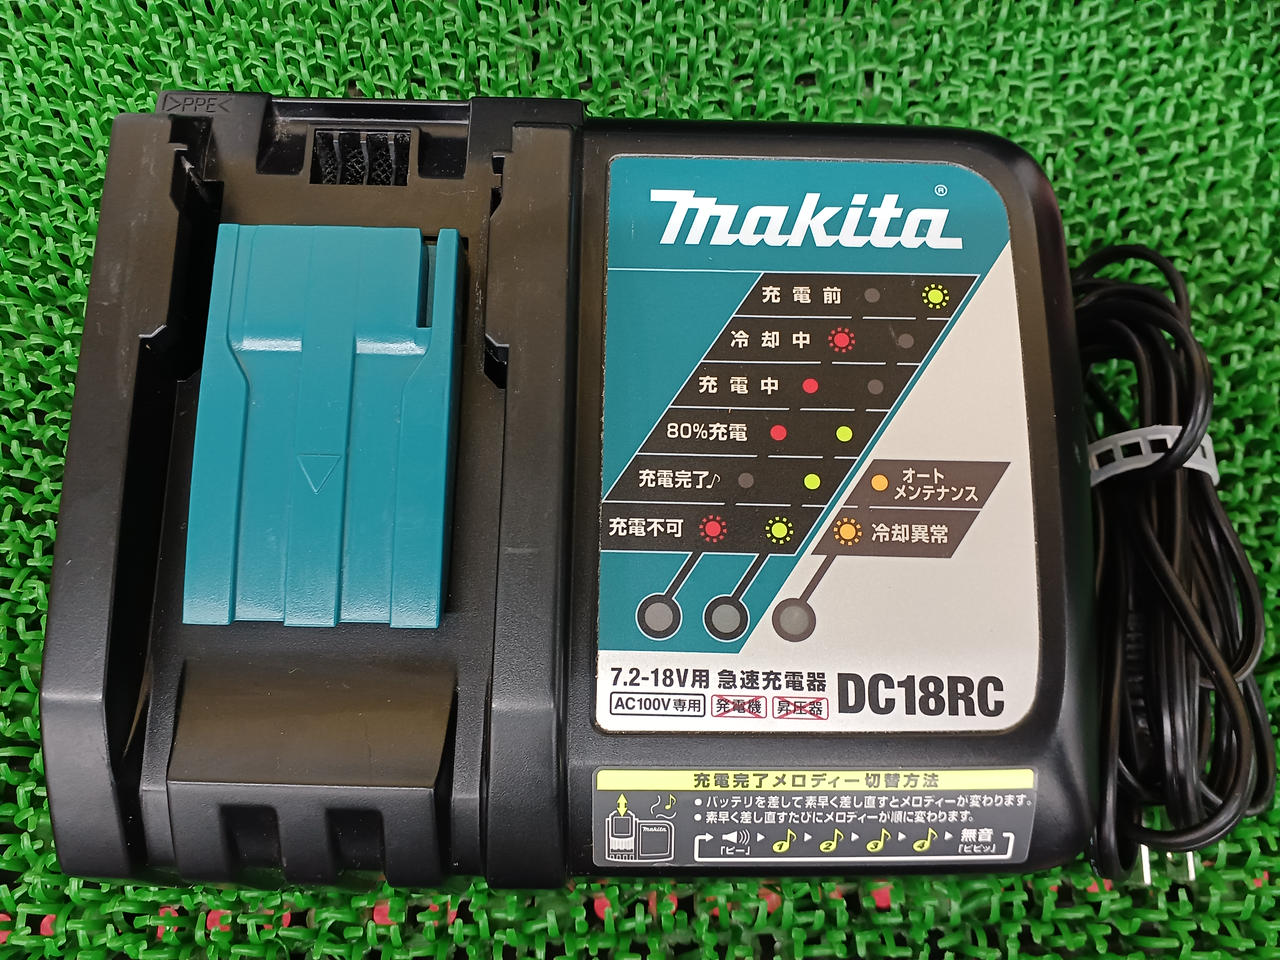 >PPE<
makita®
充電前
冷却中
充電中
80%充電
充電完了♪
オート
メンテナンス
充電不可
冷却異常
7.2-18V用 急速充電器 DC18RC
AC100V専用 発電機 昇圧器
充電完了メロディー切替方法
● バッテリを差して素早く差し直すとメロディーが変わります。
● 素早く差し直すたびにメロディーが順に変わります。
makita
1 2 3 4 無音
「ピー」 「ピピッ」